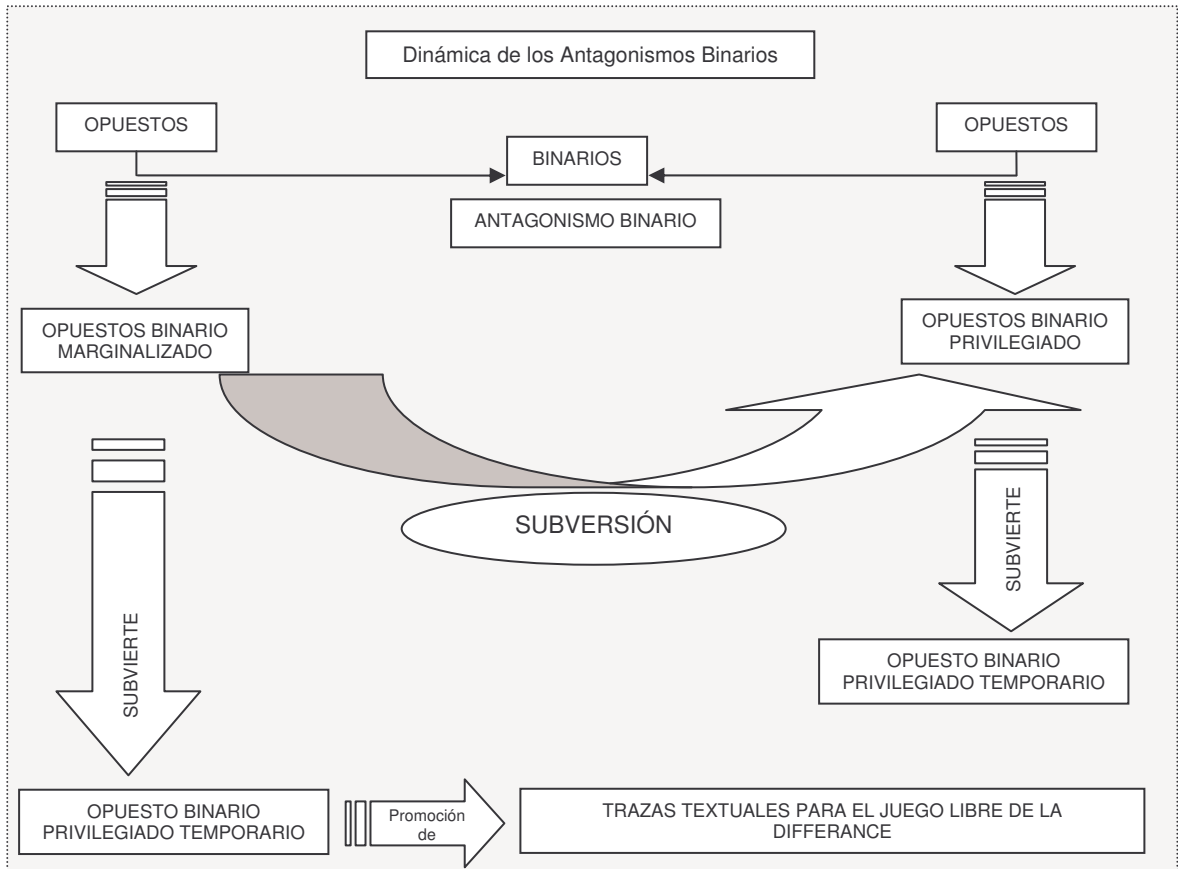 Dinámica de los Antagonismos Binarios
OPUESTOS
OPUESTOS
BINARIOS
ANTAGONISMO BINARIO
OPUESTOS BINARIO
MARGINALIZADO
OPUESTOS BINARIO
PRIVILEGIADO
SUBVERSIÓN
SUBVIERTE
SUBVIERTE
OPUESTO BINARIO
PRIVILEGIADO TEMPORARIO
OPUESTO BINARIO
PRIVILEGIADO TEMPORARIO
Promoción
de
TRAZAS TEXTUALES PARA EL JUEGO LIBRE DE LA
DIFFERANCE